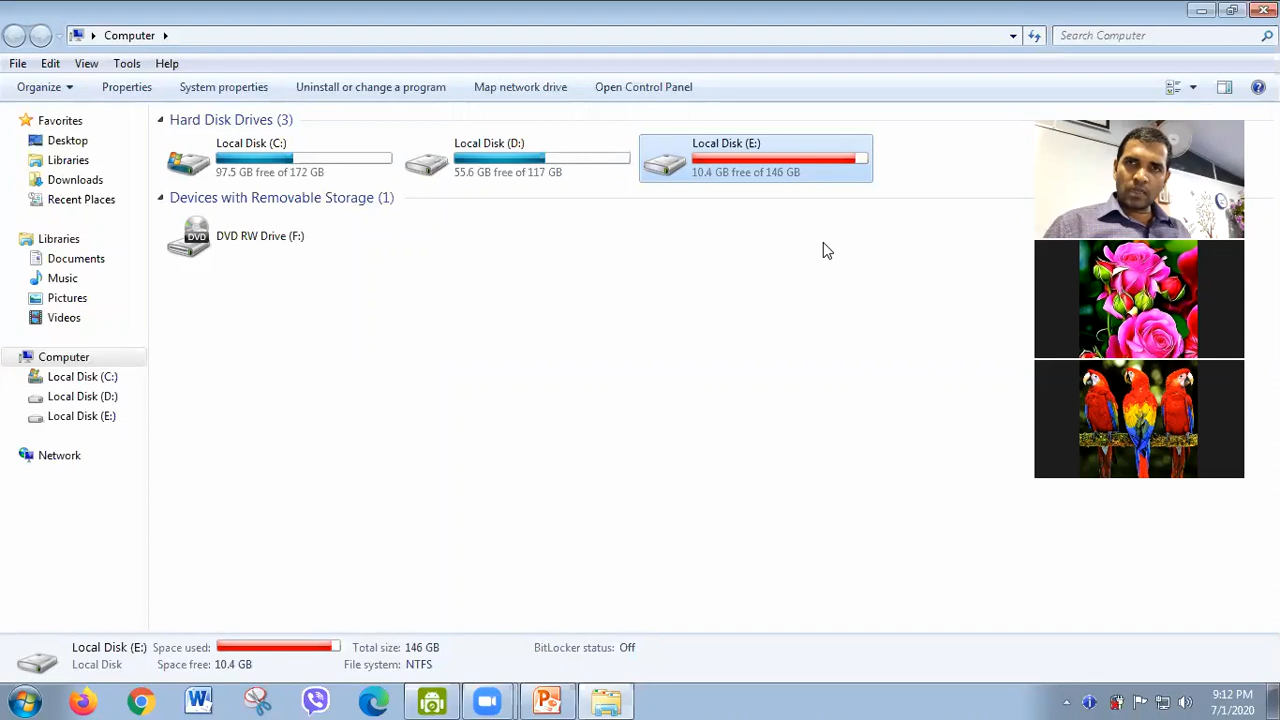 Computer
Search Computer
File Edit View Tools Help
Organize Properties System properties Uninstall or change a program Map network drive Open Control Panel
Favorites
Desktop
Libraries
Downloads
Recent Places
Libraries
Documents
Music
Pictures
Videos
Computer
Local Disk (C:)
Local Disk (D:)
Local Disk (E:)
Network
Hard Disk Drives (3)
Local Disk (C:)
97.5 GB free of 172 GB
Local Disk (D:)
55.6 GB free of 117 GB
Local Disk (E:)
10.4 GB free of 146 GB
Devices with Removable Storage (1)
DVD
DVD RW Drive (F:)
Local Disk (E:) Space used: Total size: 146 GB BitLocker status: Off
Local Disk Space free: 10.4 GB File system: NTFS
9:12 PM
7/1/2020